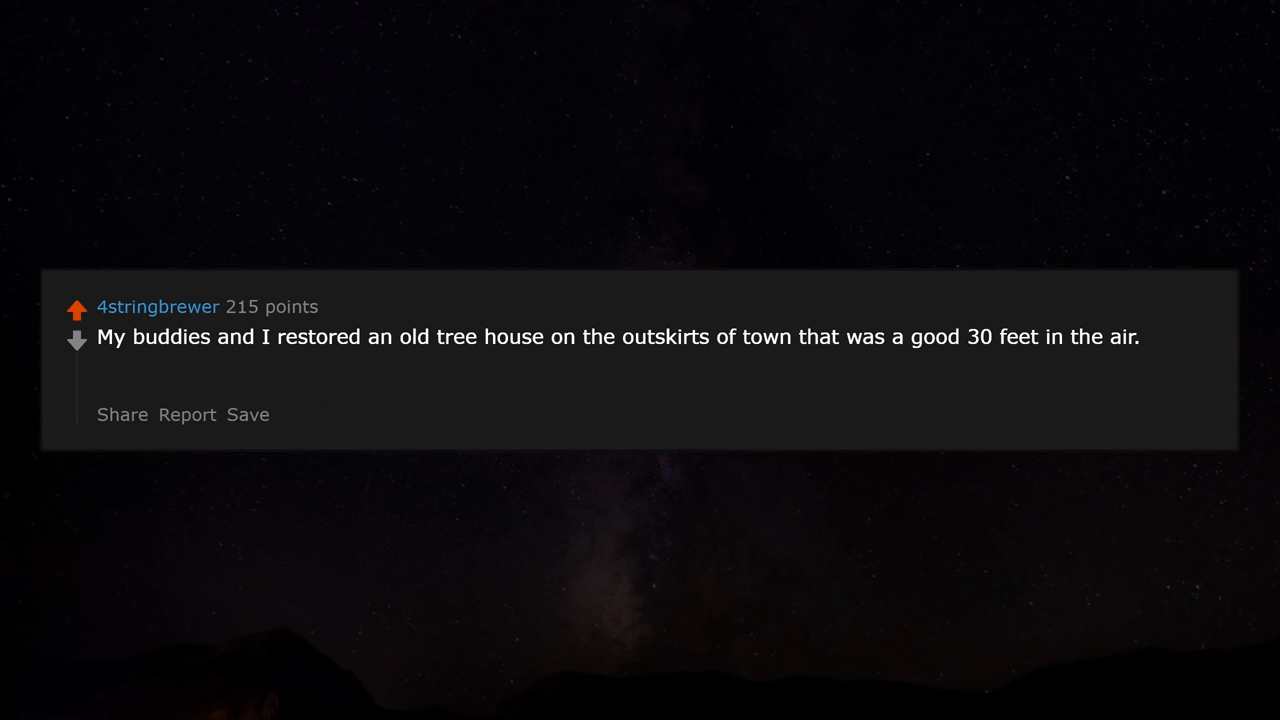 4stringbrewer 215 points
My buddies and I restored an old tree house on the outskirts of town that was a good 30 feet in the air.
Share Report Save